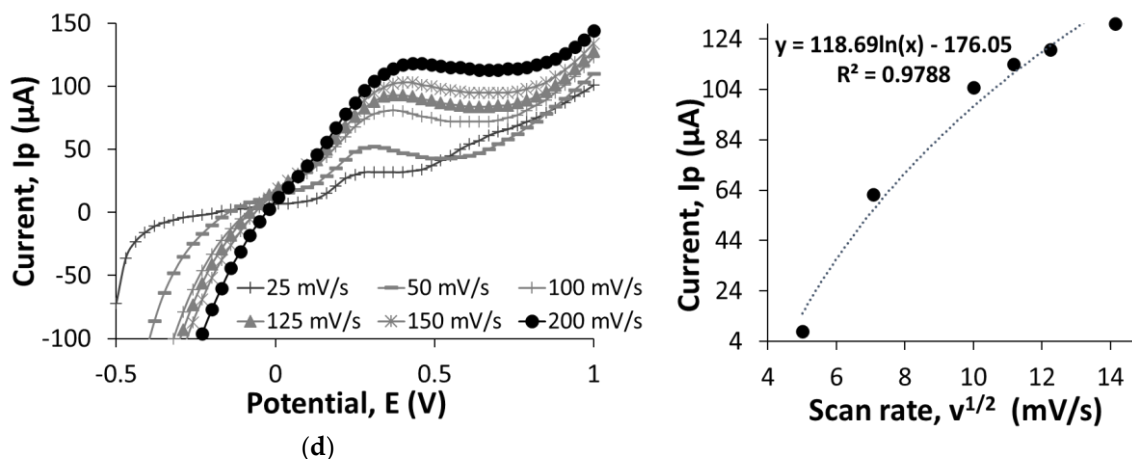 150
100
50
0
-50
-100
Current, Ip (µA)
25 mV/s 50 mV/s 100 mV/s
125 mV/s 150 mV/s 200 mV/s
-0.5 0 0.5 1
Potential, E (V)
(d)
124
104
84
64
44
24
4
Current, Ip (µA)
y = 118.69ln(x) - 176.05
R² = 0.9788
4 6 8 10 12 14
Scan rate, v^1/2 (mV/s)